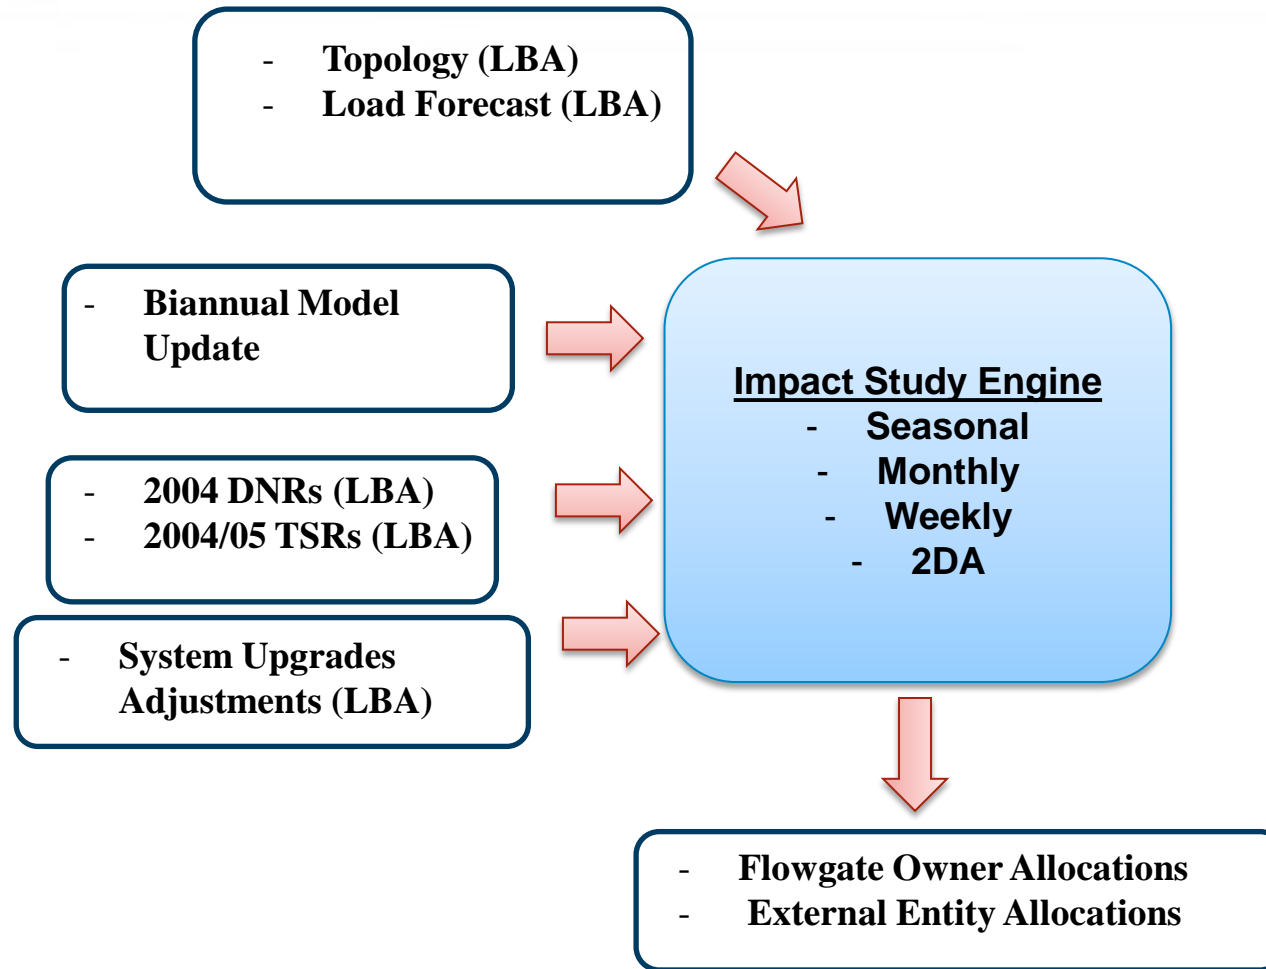 - Topology (LBA)
- Load Forecast (LBA)
- Biannual Model
Update
- 2004 DNRs (LBA)
- 2004/05 TSRs (LBA)
- System Upgrades
Adjustments (LBA)
Impact Study Engine
- Seasonal
- Monthly
- Weekly
- 2DA
- Flowgate Owner Allocations
- External Entity Allocations